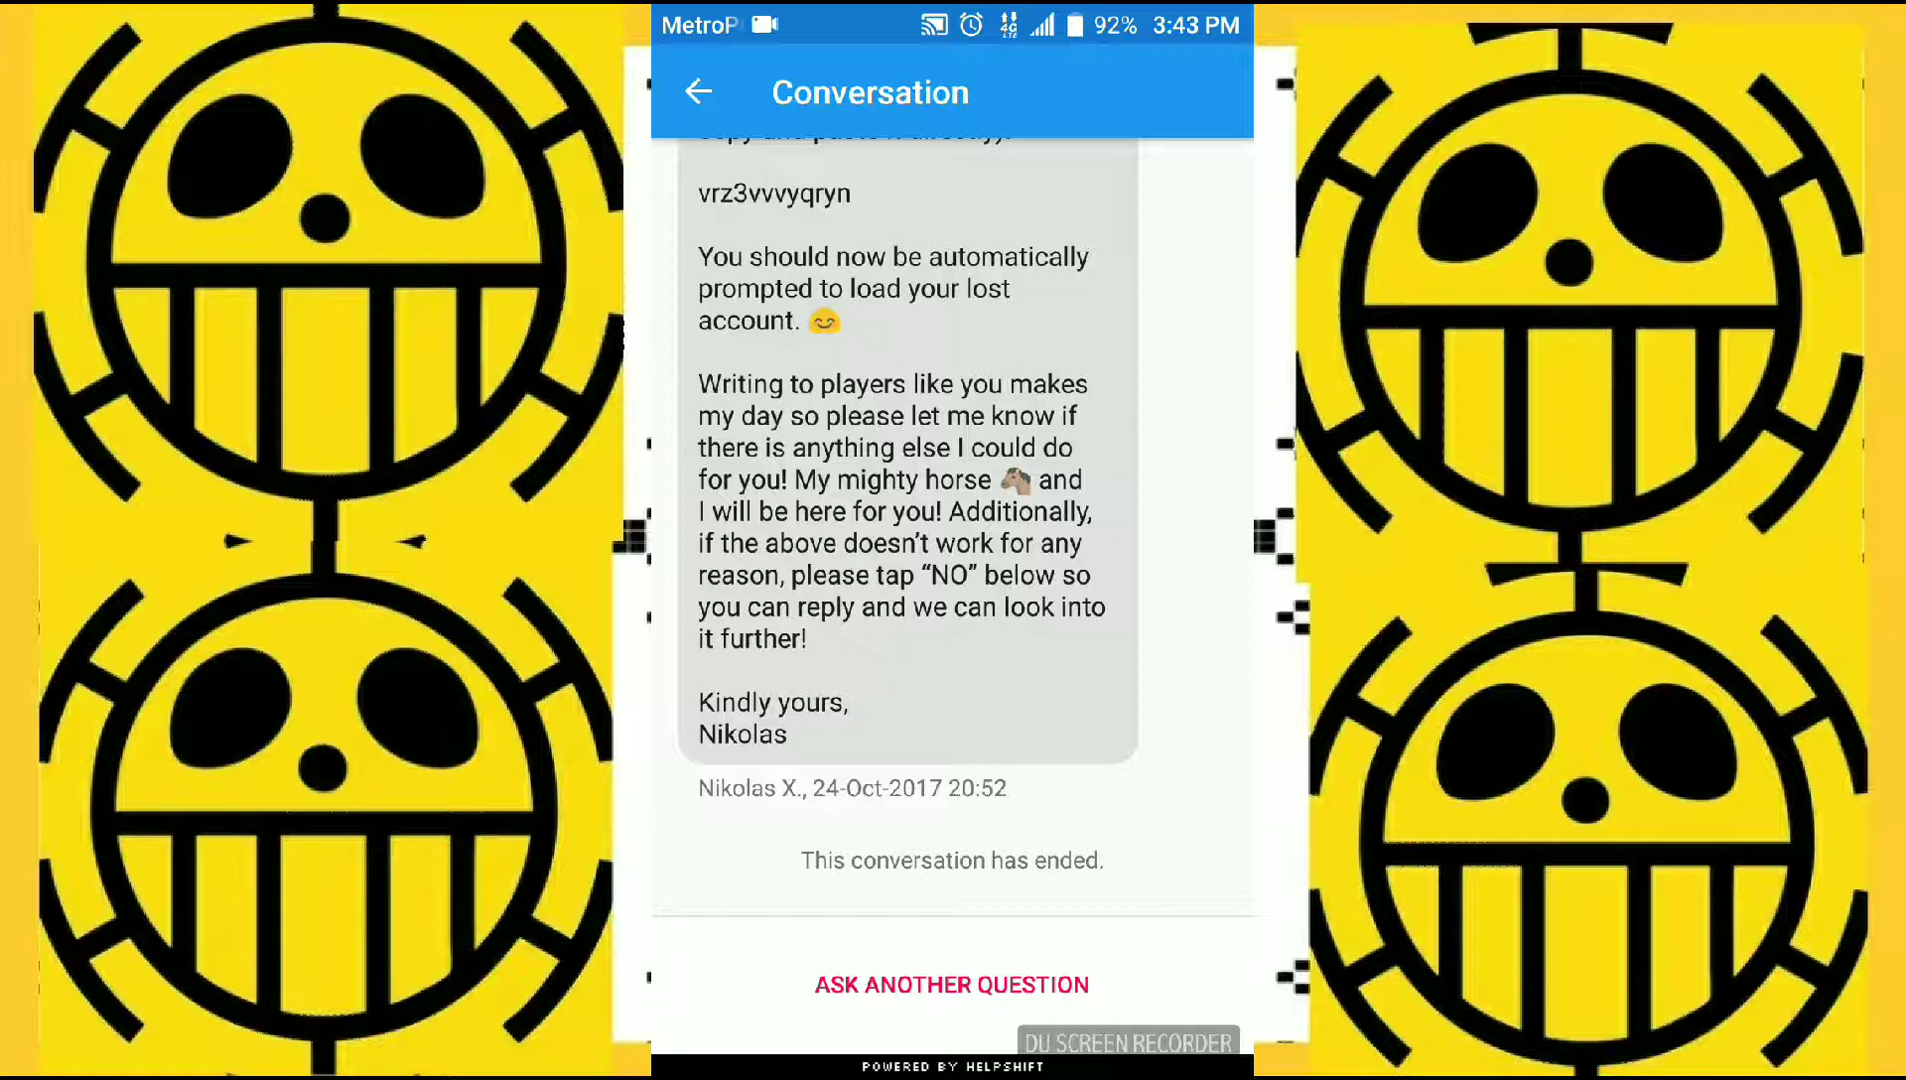 MetroP 92% 3:43 PM
Conversation
vrz3vvvyqryn
You should now be automatically
prompted to load your lost
account. 😊
Writing to players like you makes
my day so please let me know if
there is anything else I could do
for you! My mighty horse 🐴 and
I will be here for you! Additionally,
if the above doesn’t work for any
reason, please tap “NO” below so
you can reply and we can look into
it further!
Kindly yours,
Nikolas
Nikolas X., 24-Oct-2017 20:52
This conversation has ended.
ASK ANOTHER QUESTION
DU SCREEN RECORDER
POWERED BY HELPSHIFT